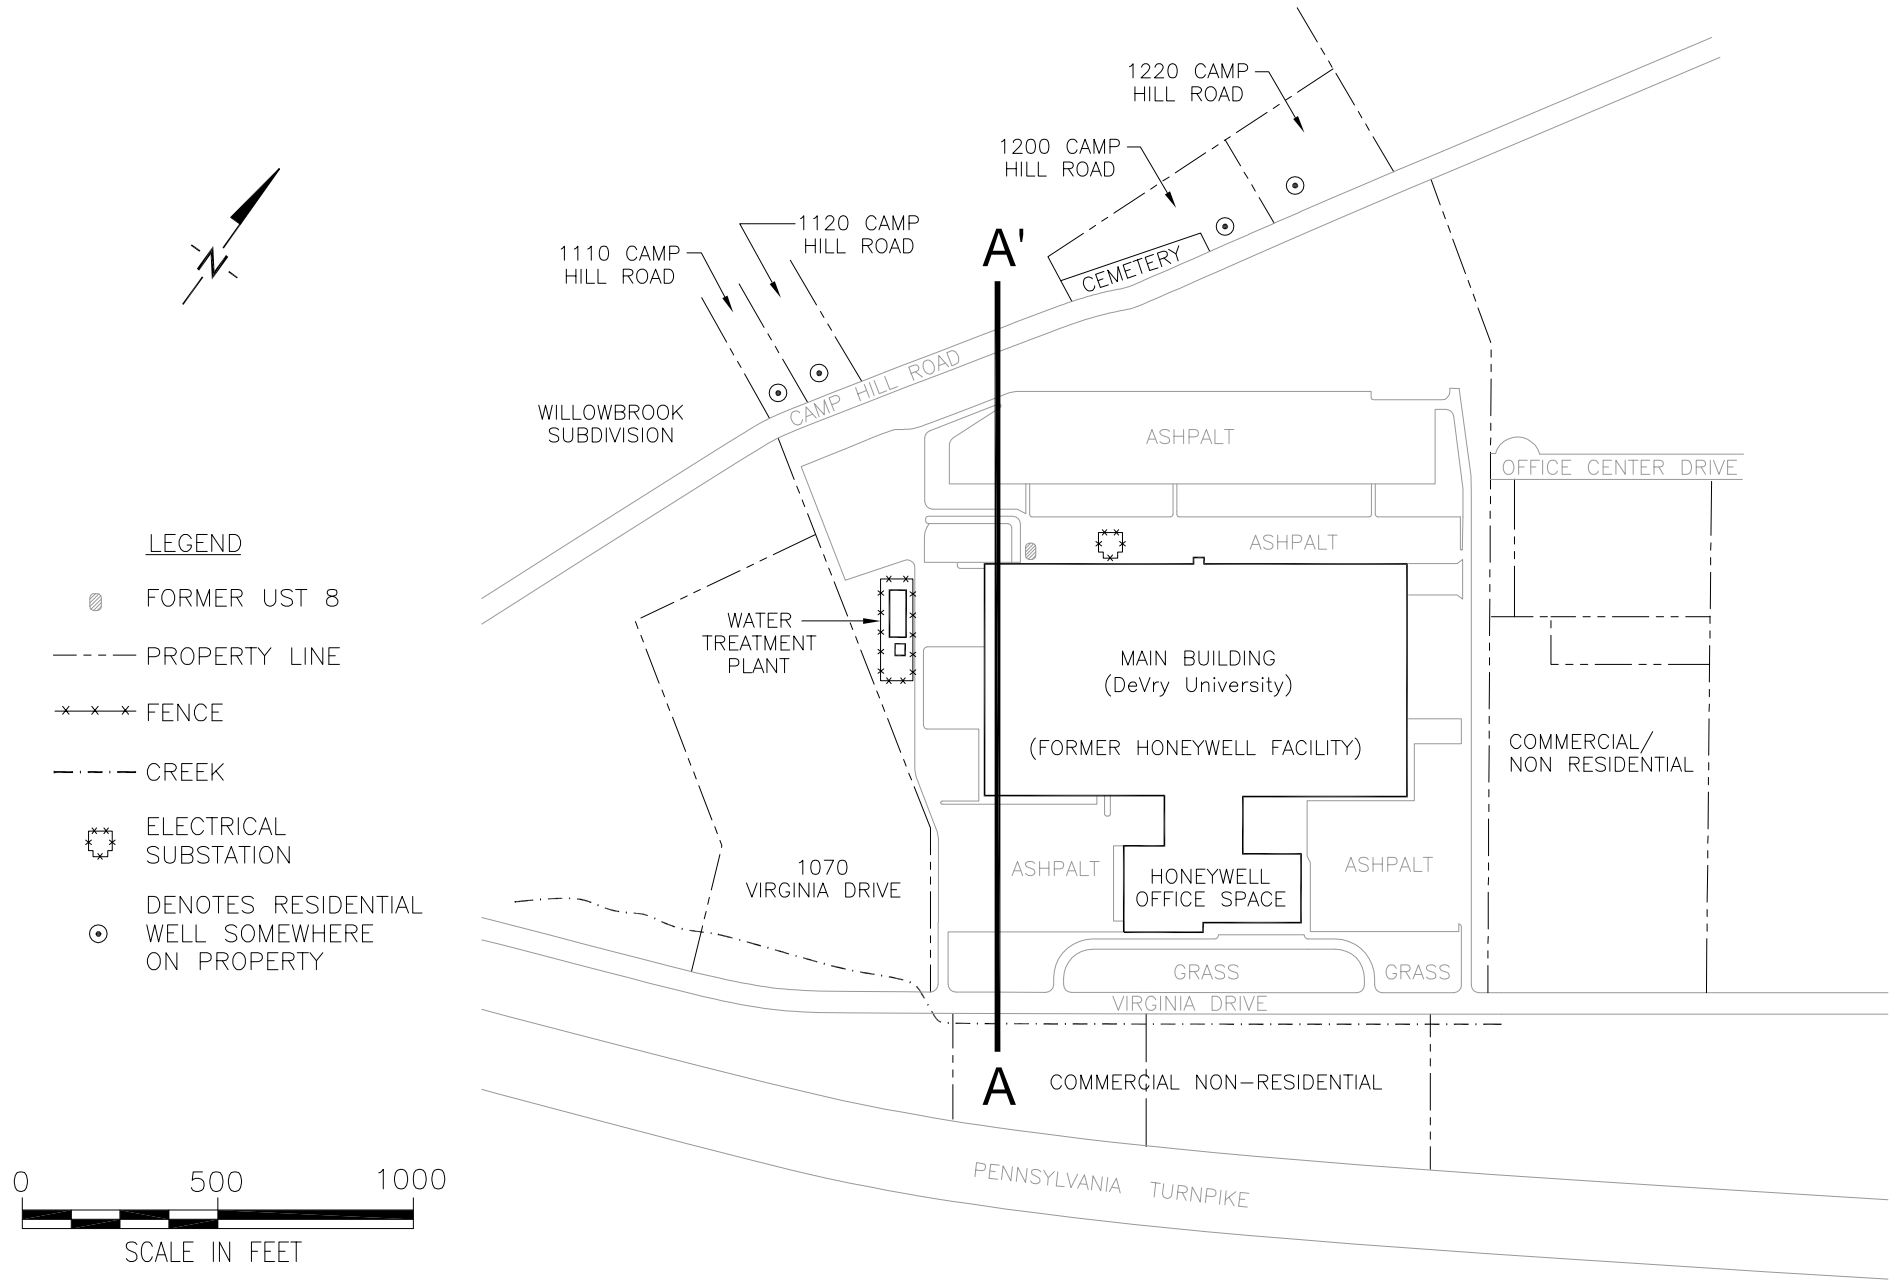 1220 CAMP
HILL ROAD
1200 CAMP
HILL ROAD
1120 CAMP
HILL ROAD
1110 CAMP
HILL ROAD
N
A'
CEMETERY
CAMP HILL ROAD
WILLOWBROOK
SUBDIVISION
ASHPALT
OFFICE CENTER DRIVE
ASHPALT
WATER
TREATMENT
PLANT
MAIN BUILDING
(DeVry University)
(FORMER HONEYWELL FACILITY)
COMMERCIAL/
NON RESIDENTIAL
1070
VIRGINIA DRIVE
ASHPALT
HONEYWELL
OFFICE SPACE
ASHPALT
GRASS
GRASS
VIRGINIA DRIVE
A
COMMERCIAL NON-RESIDENTIAL
PENNSYLVANIA TURNPIKE
LEGEND
FORMER UST 8
PROPERTY LINE
FENCE
CREEK
ELECTRICAL
SUBSTATION
DENOTES RESIDENTIAL
WELL SOMEWHERE
ON PROPERTY
0 500 1000
SCALE IN FEET